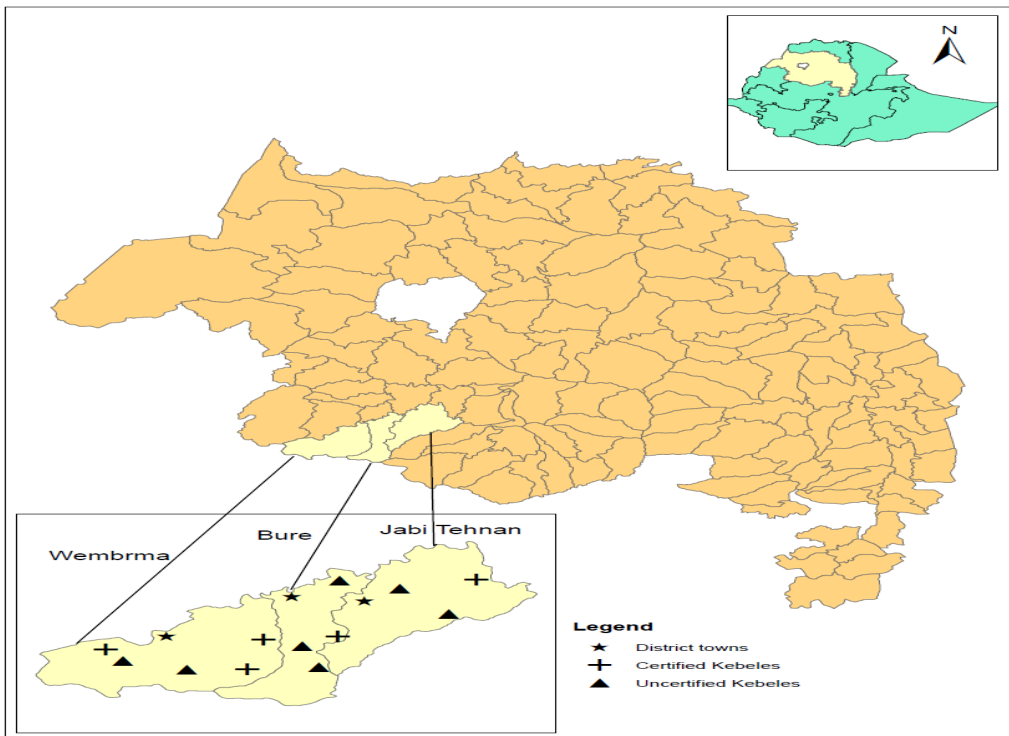 N
Wembrma
Bure
Jabi Tehnan
Legend
District towns
Certified Kebeles
Uncertified Kebeles